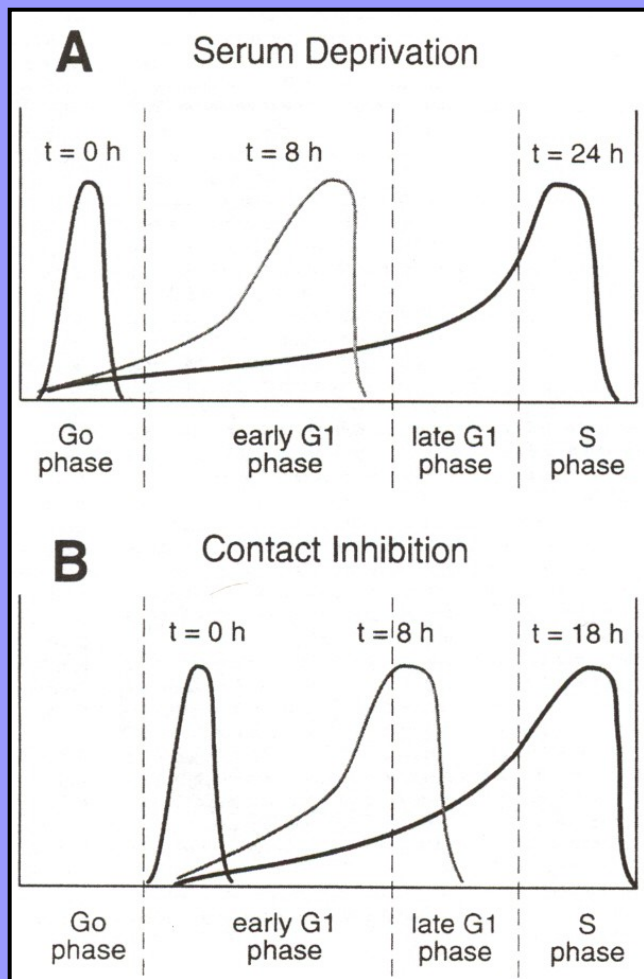 A Serum Deprivation
t = 0 h t = 8 h t = 24 h
Go early G1 late G1 S
phase phase phase phase
B Contact Inhibition
t = 0 h t = 8 h t = 18 h
Go early G1 late G1 S
phase phase phase phase